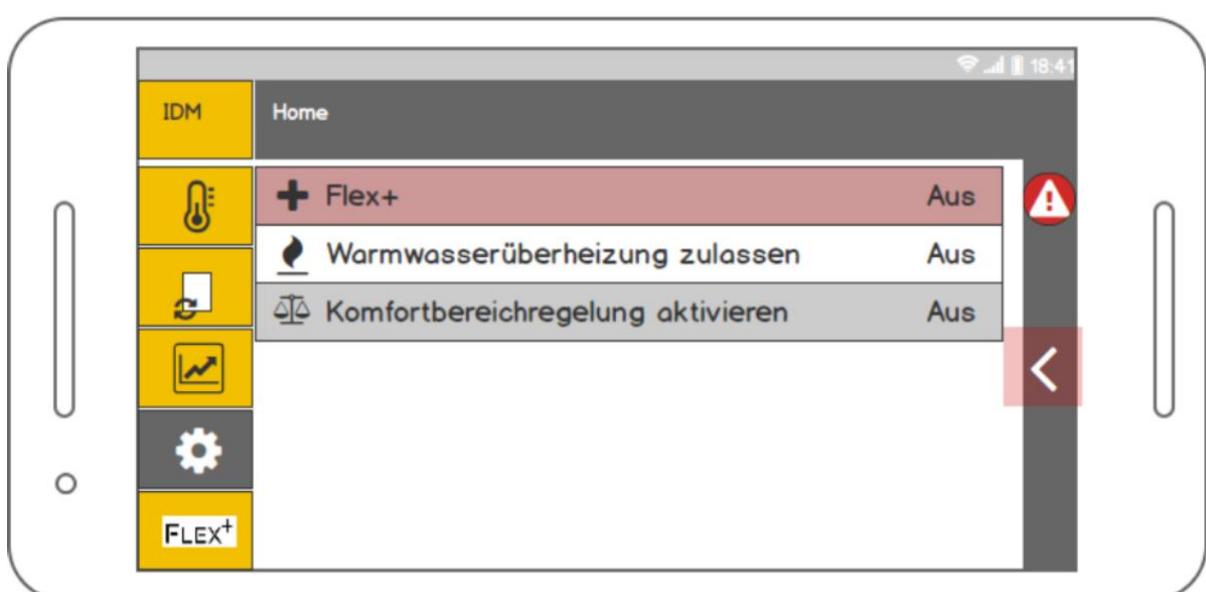 18:41
IDM
Home
Flex+ Aus
Warmwasserüberheizung zulassen Aus
Komfortbereichregelung aktivieren Aus
FLEX+